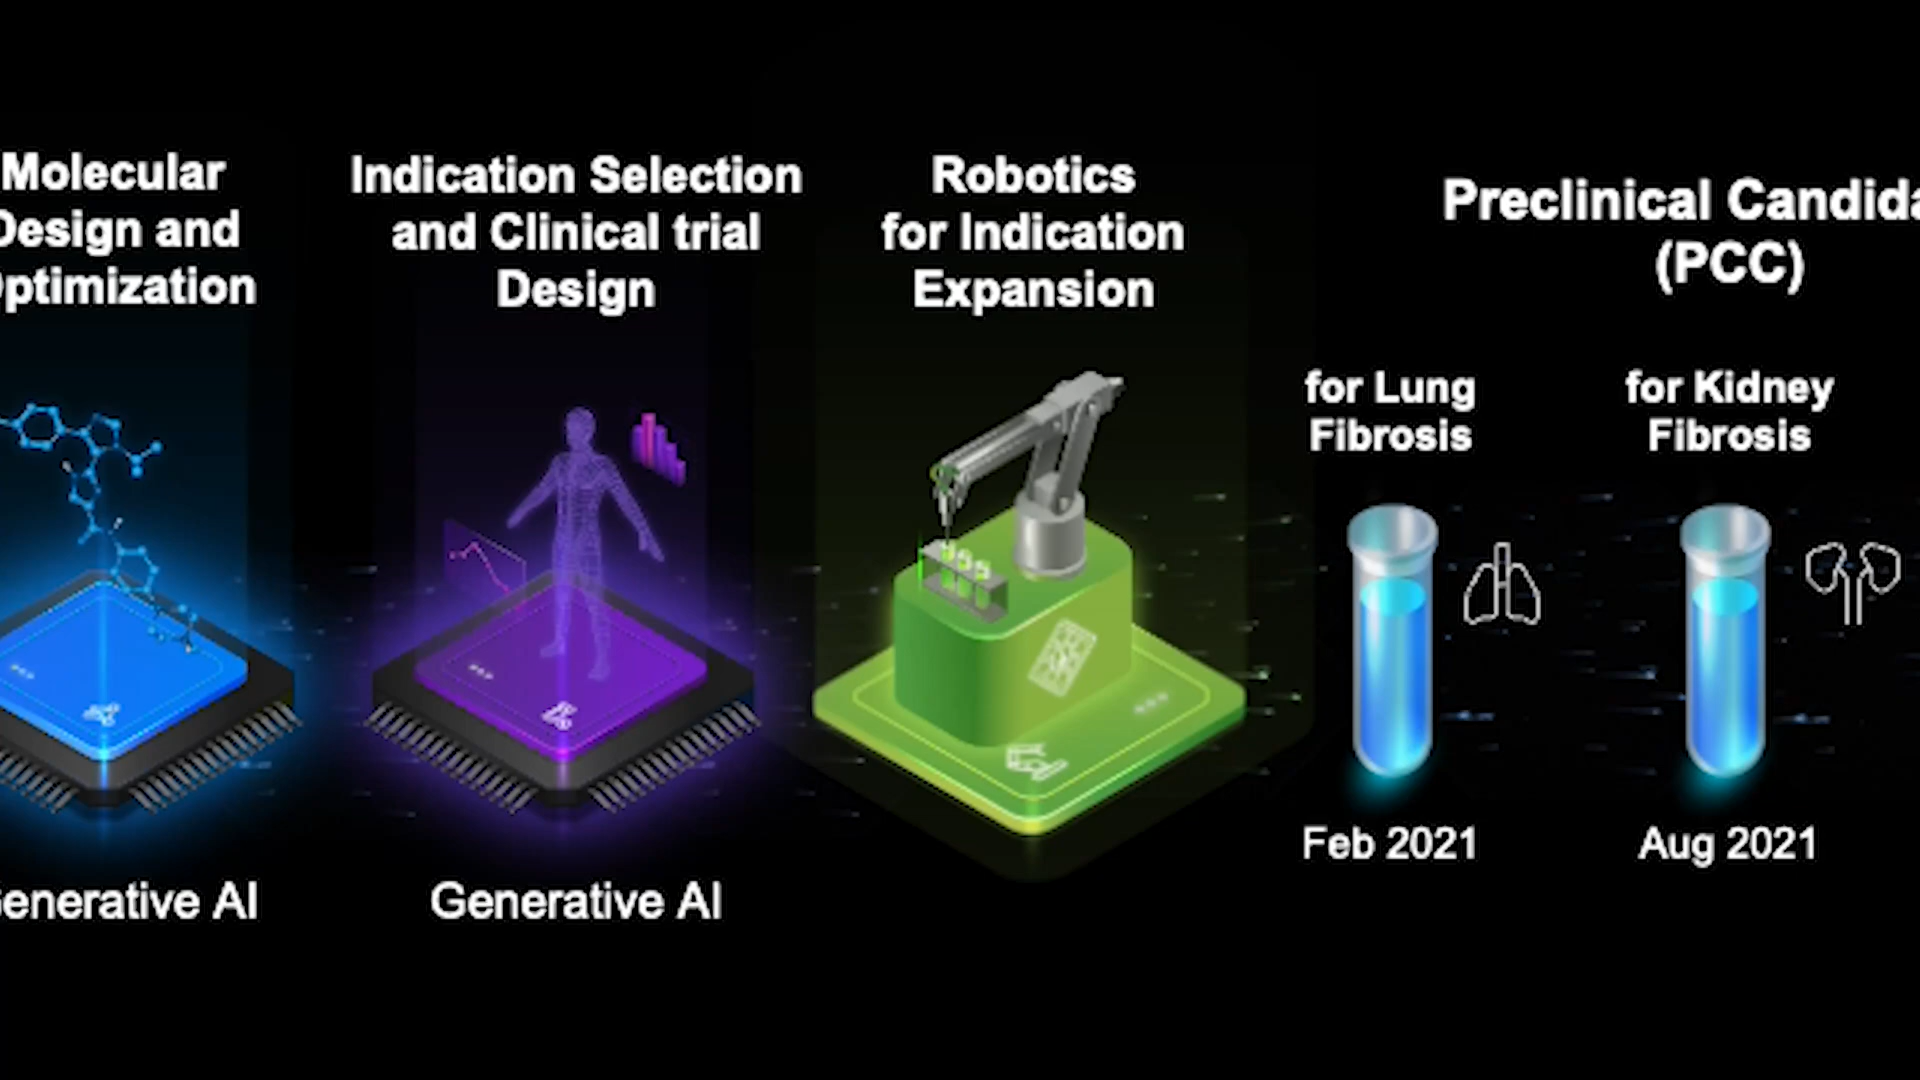 Molecular
Design and
Optimization
Generative AI
Indication Selection
and Clinical trial
Design
Generative AI
Robotics
for Indication
Expansion
Preclinical Candida
(PCC)
for Lung
Fibrosis
Feb 2021
for Kidney
Fibrosis
Aug 2021